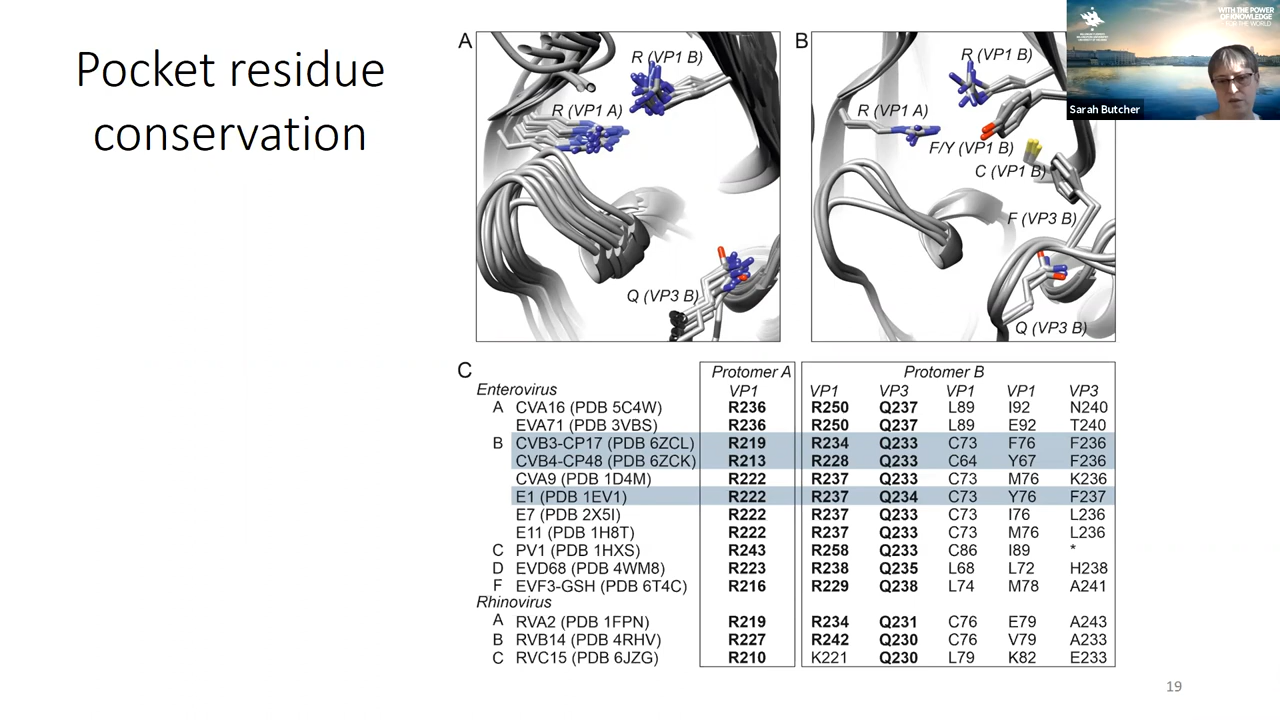 Pocket residue
conservation
A
R (VP1 B)
R (VP1 A)
Q (VP3 B)
B
R (VP1 B)
R (VP1 A)
F/Y (VP1 B)
C (VP1 B)
F (VP3 B)
Q (VP3 B)
WITH THE POWER
OF KNOWLEDGE
FOR THE WORLD
Sarah Butcher
C
Protomer A Protomer B
Enterovirus VP1 VP1 VP3 VP1 VP1 VP3
A CVA16 (PDB 5C4W) R236 R250 Q237 L89 I92 N240
EVA71 (PDB 3VBS) R236 R250 Q237 L89 E92 T240
B CVB3-CP17 (PDB 6ZCL) R219 R234 Q233 C73 F76 F236
CVB4-CP48 (PDB 6ZCK) R213 R228 Q233 C64 Y67 F236
CVA9 (PDB 1D4M) R222 R237 Q233 C73 M76 K236
E1 (PDB 1EV1) R222 R237 Q234 C73 Y76 F237
E7 (PDB 2X5I) R222 R237 Q233 C73 I76 L236
E11 (PDB 1H8T) R222 R237 Q233 C73 M76 L236
C PV1 (PDB 1HXS) R243 R258 Q233 C86 I89 *
D EVD68 (PDB 4WM8) R223 R238 Q235 L68 L72 H238
F EVF3-GSH (PDB 6T4C) R216 R229 Q238 L74 M78 A241
Rhinovirus
A RVA2 (PDB 1FPN) R219 R234 Q231 C76 E79 A243
B RVB14 (PDB 4RHV) R227 R242 Q230 C76 V79 A233
C RVC15 (PDB 6JZG) R210 K221 Q230 L79 K82 E233
19